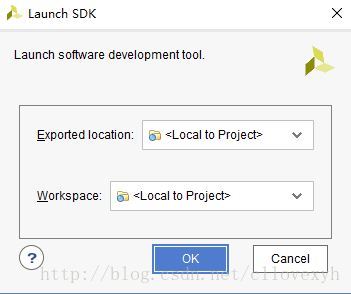 Launch SDK
Launch software development tool.
Exported location: <Local to Project>
Workspace: <Local to Project>
? OK Cancel
http://blog.csdn.net/cllovexyh